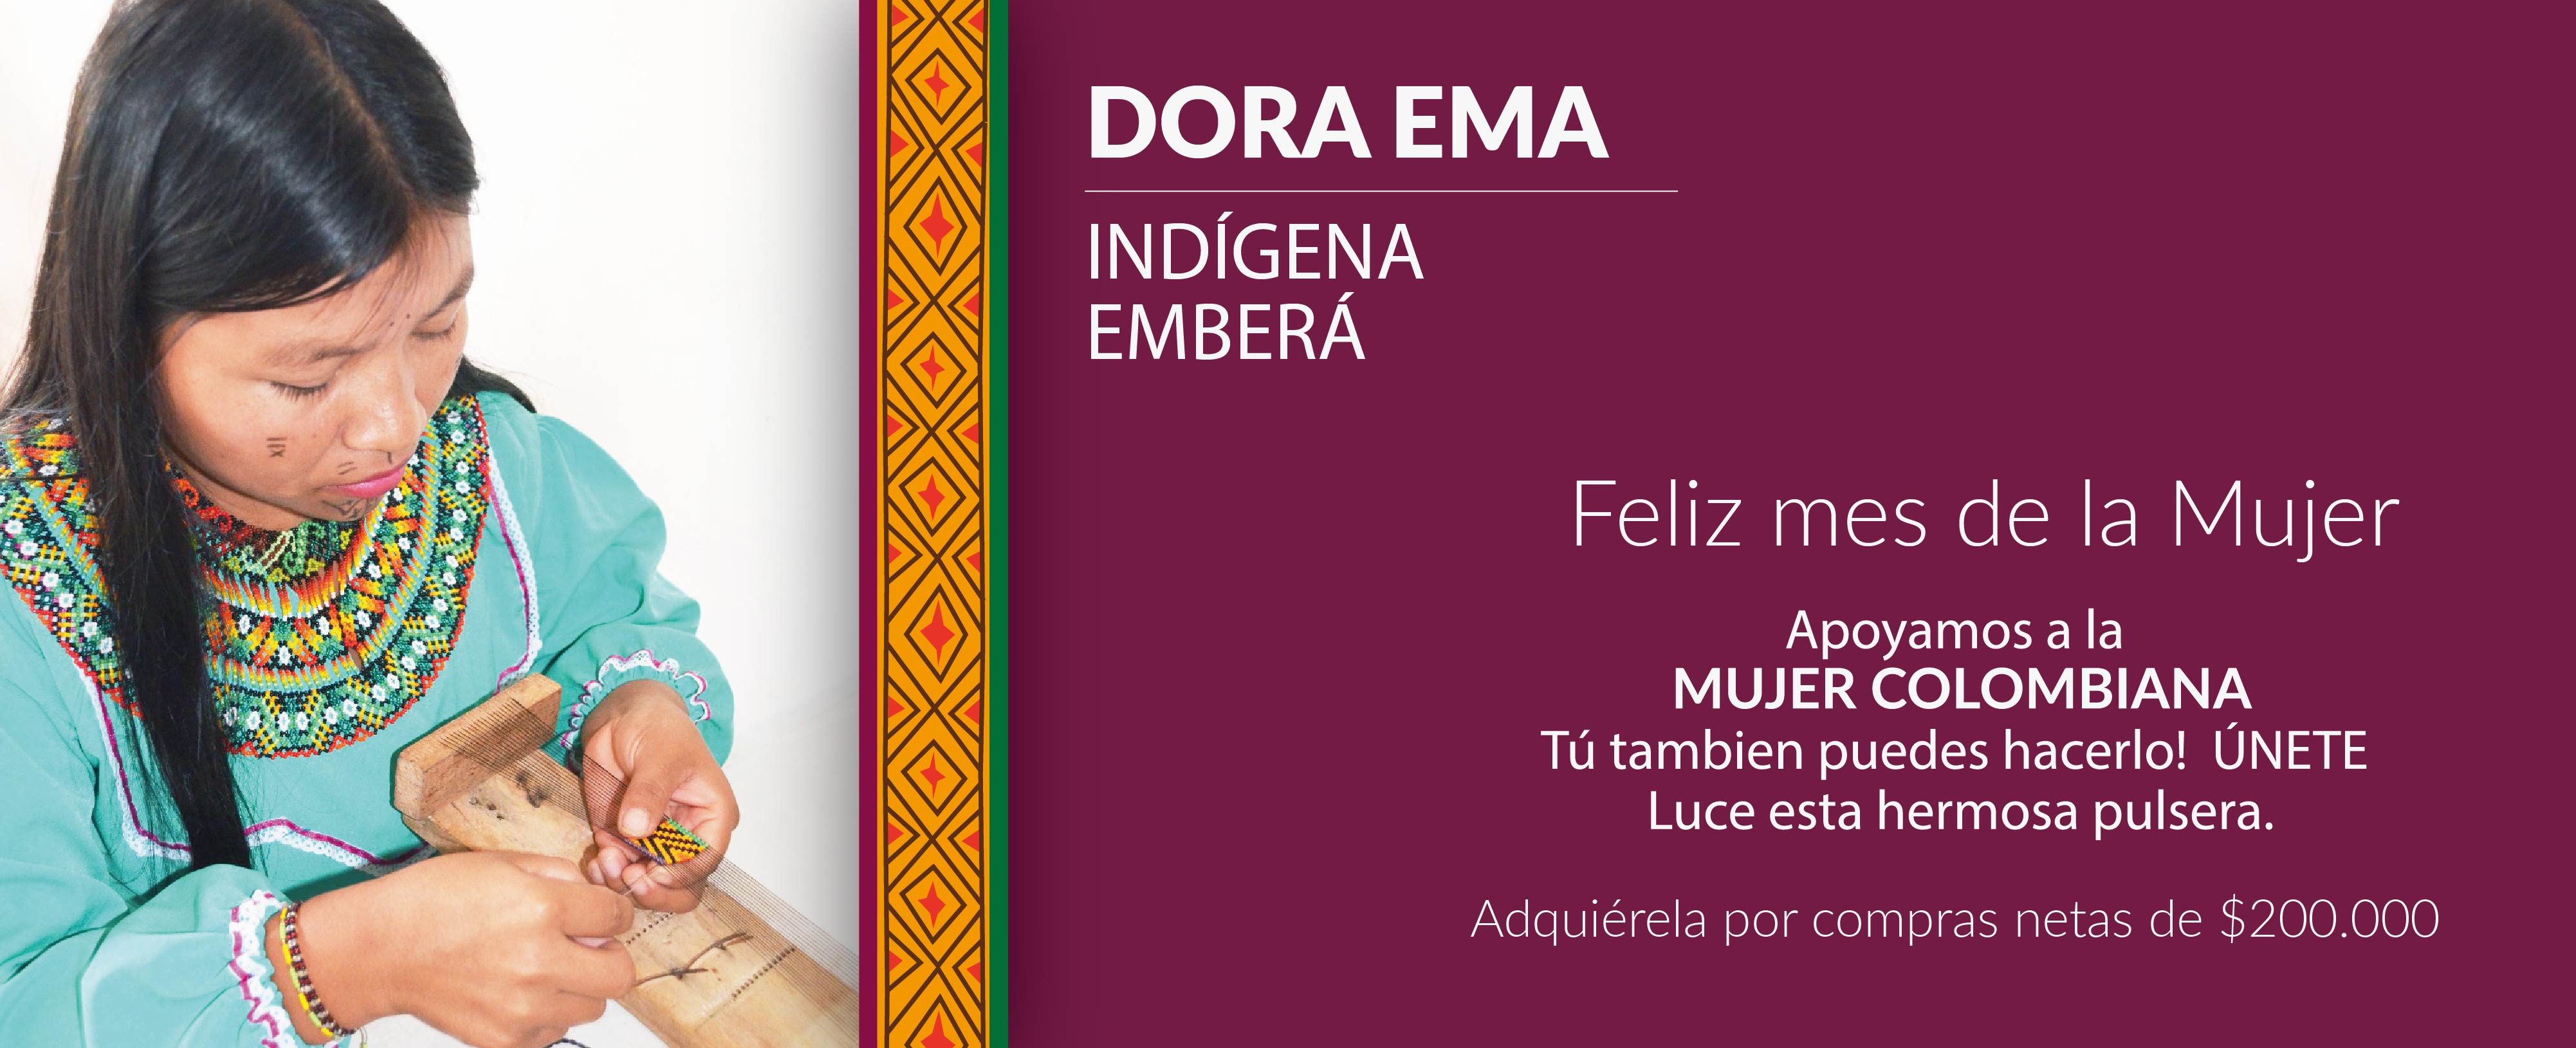 DORA EMA
INDÍGENA
EMBERÁ
Feliz mes de la Mujer
Apoyamos a la
MUJER COLOMBIANA
Tú tambien puedes hacerlo! ÚNETE
Luce esta hermosa pulsera.
Adquiérela por compras netas de $200.000